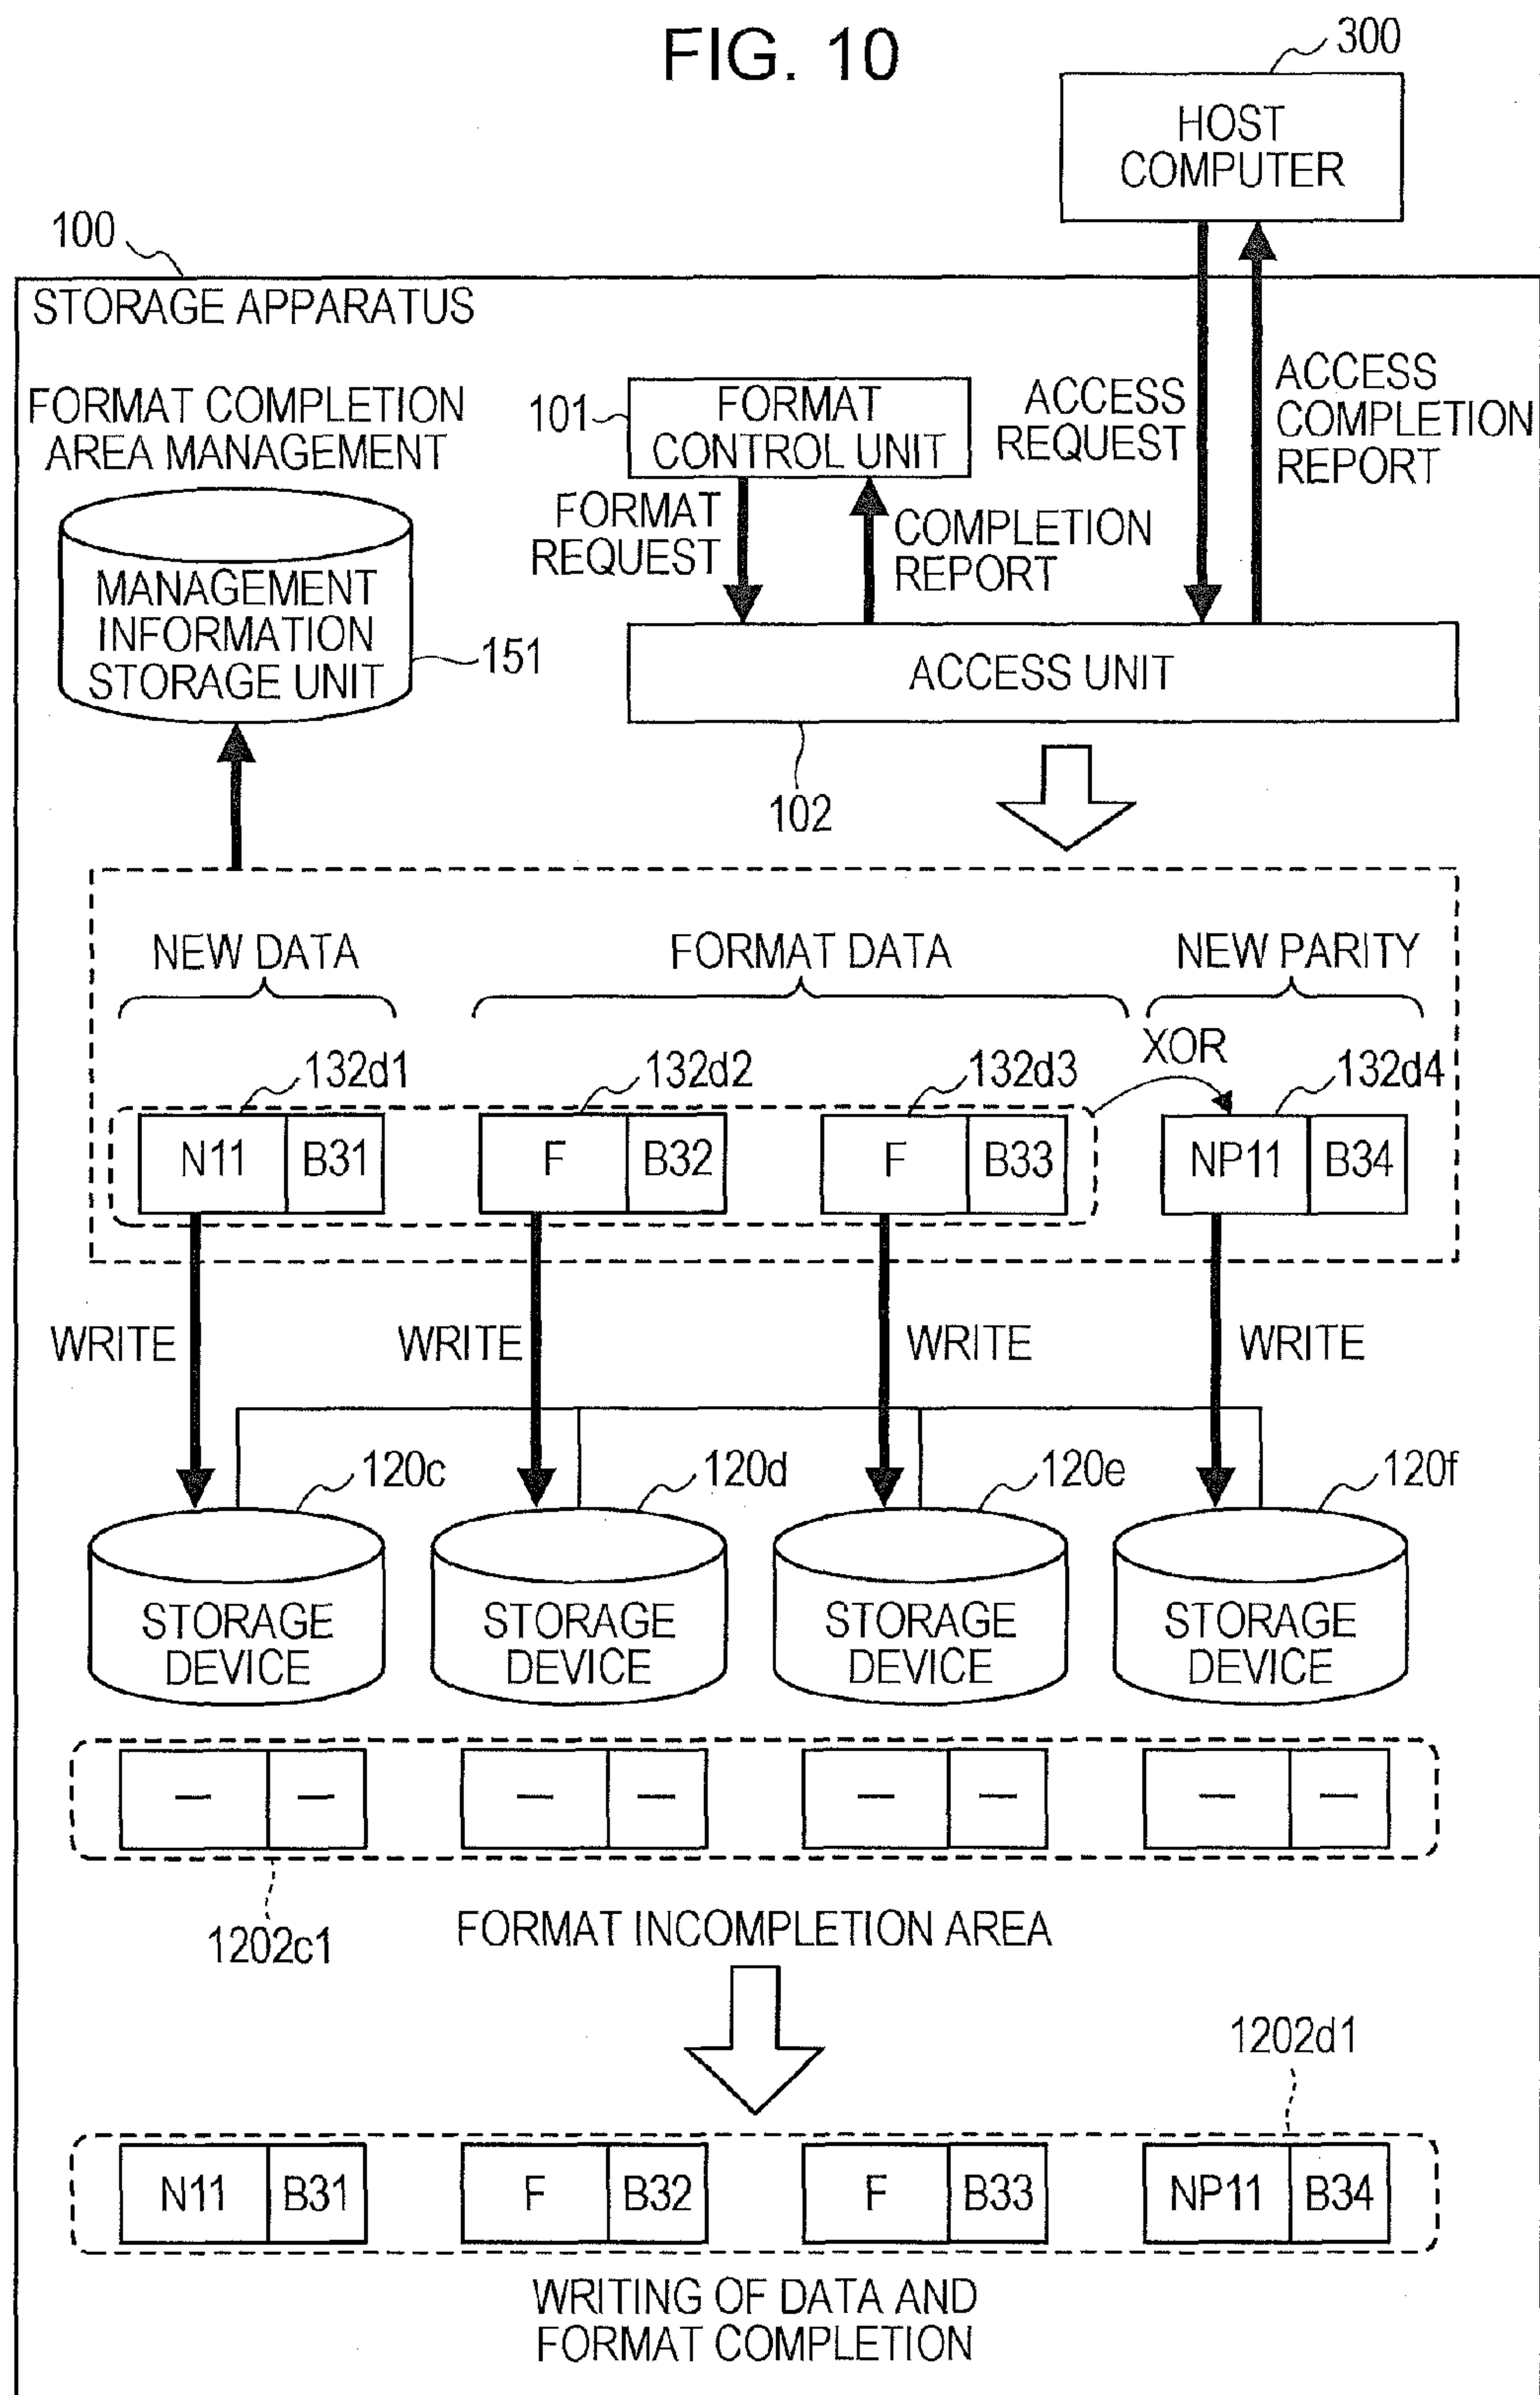 FIG. 10
300
HOST
COMPUTER
100
STORAGE APPARATUS
FORMAT COMPLETION
AREA MANAGEMENT
101
FORMAT
CONTROL UNIT
ACCESS
REQUEST
ACCESS
COMPLETION
REPORT
FORMAT
REQUEST
COMPLETION
REPORT
MANAGEMENT
INFORMATION
STORAGE UNIT
151
ACCESS UNIT
102
NEW DATA
FORMAT DATA
NEW PARITY
XOR
132d1
132d2
132d3
132d4
N11 B31 F B32 F B33 NP11 B34
WRITE WRITE WRITE WRITE
120c
120d
120e
120f
STORAGE
DEVICE
STORAGE
DEVICE
STORAGE
DEVICE
STORAGE
DEVICE
— — — — — — — —
1202c1
FORMAT INCOMPLETION AREA
1202d1
N11 B31 F B32 F B33 NP11 B34
WRITING OF DATA AND
FORMAT COMPLETION